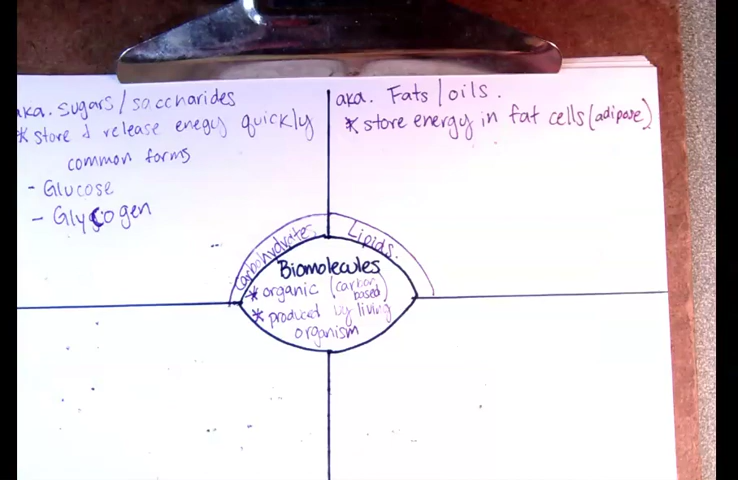 aka. sugars/saccharides
* store & release enegy quickly
common forms
- Glucose
- Glycogen
aka. Fats/oils.
* store energy in fat cells (adipose)
Carbohydrates
Lipids.
Biomolecules
* organic (carbon based)
* produced by living
organism